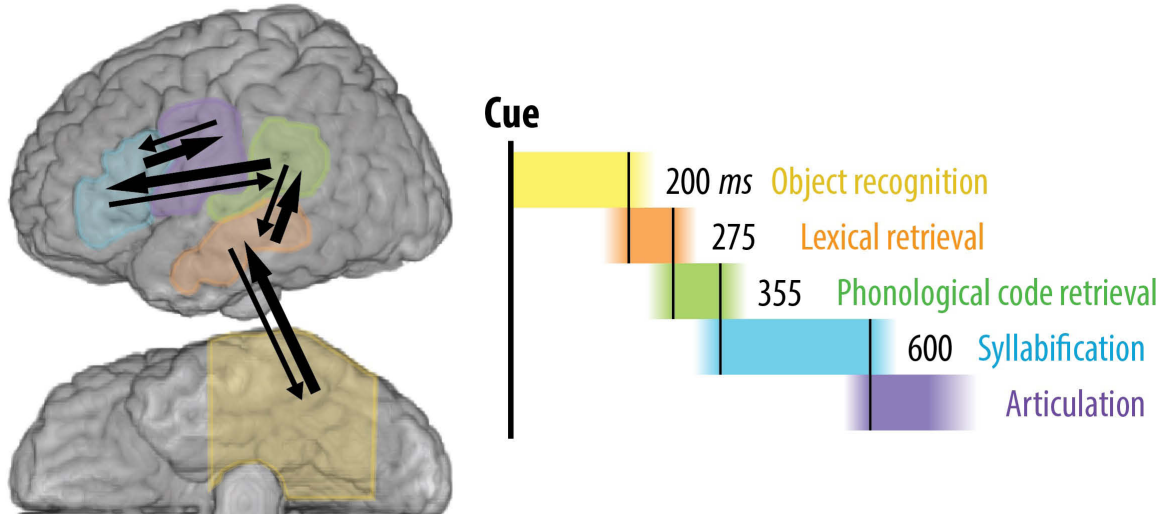 Cue
200 ms Object recognition
275 Lexical retrieval
355 Phonological code retrieval
600 Syllabification
Articulation